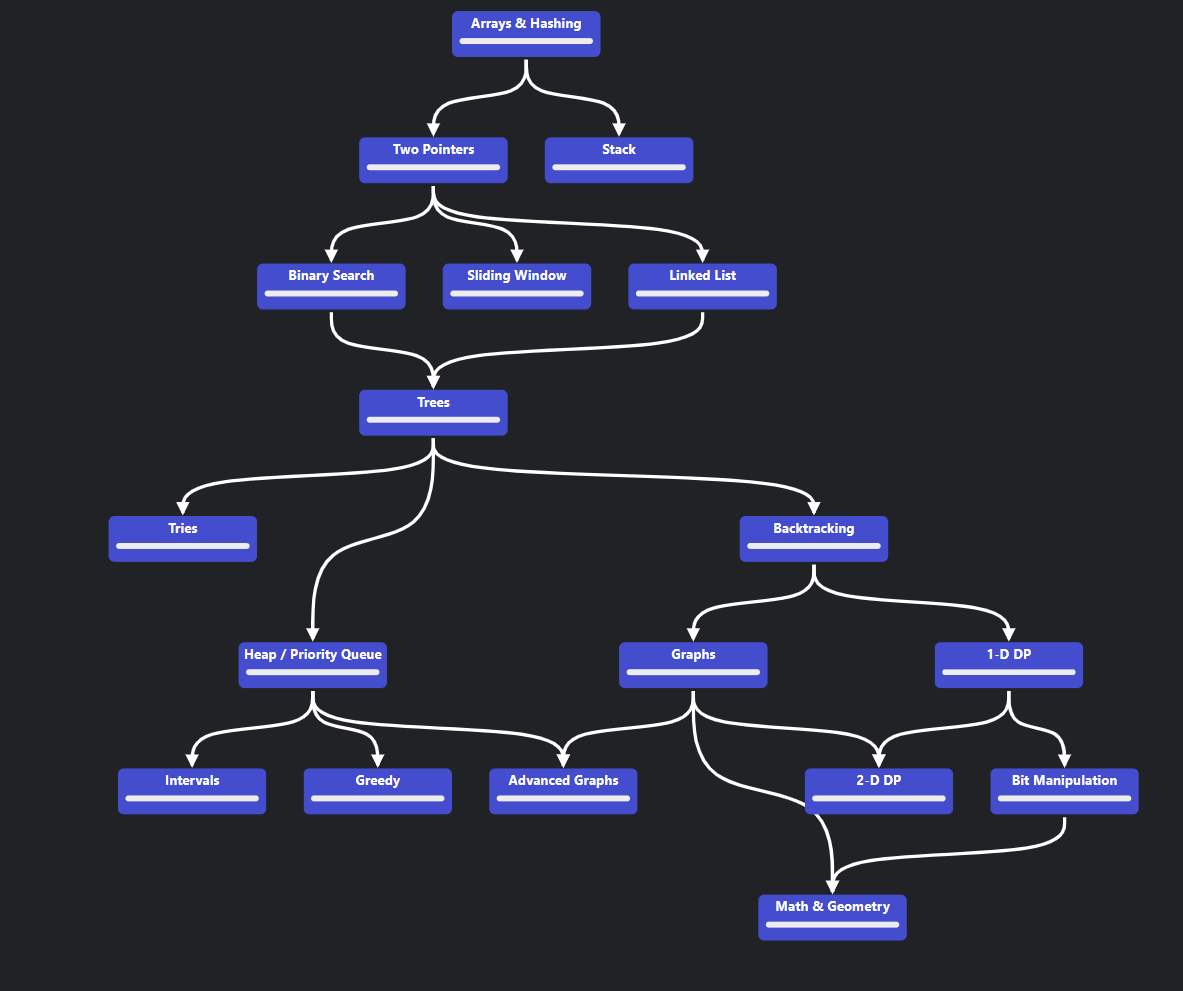 Arrays & Hashing
Two Pointers
Stack
Binary Search
Sliding Window
Linked List
Trees
Tries
Backtracking
Heap / Priority Queue
Graphs
1-D DP
Intervals
Greedy
Advanced Graphs
2-D DP
Bit Manipulation
Math & Geometry